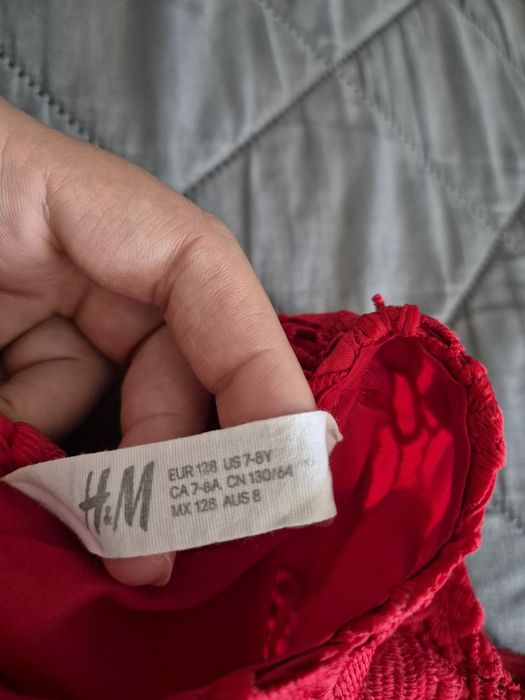 H&M
EUR 128 US 7-8Y
CA 7-8A CN 130/64
MX 128 AUS 8